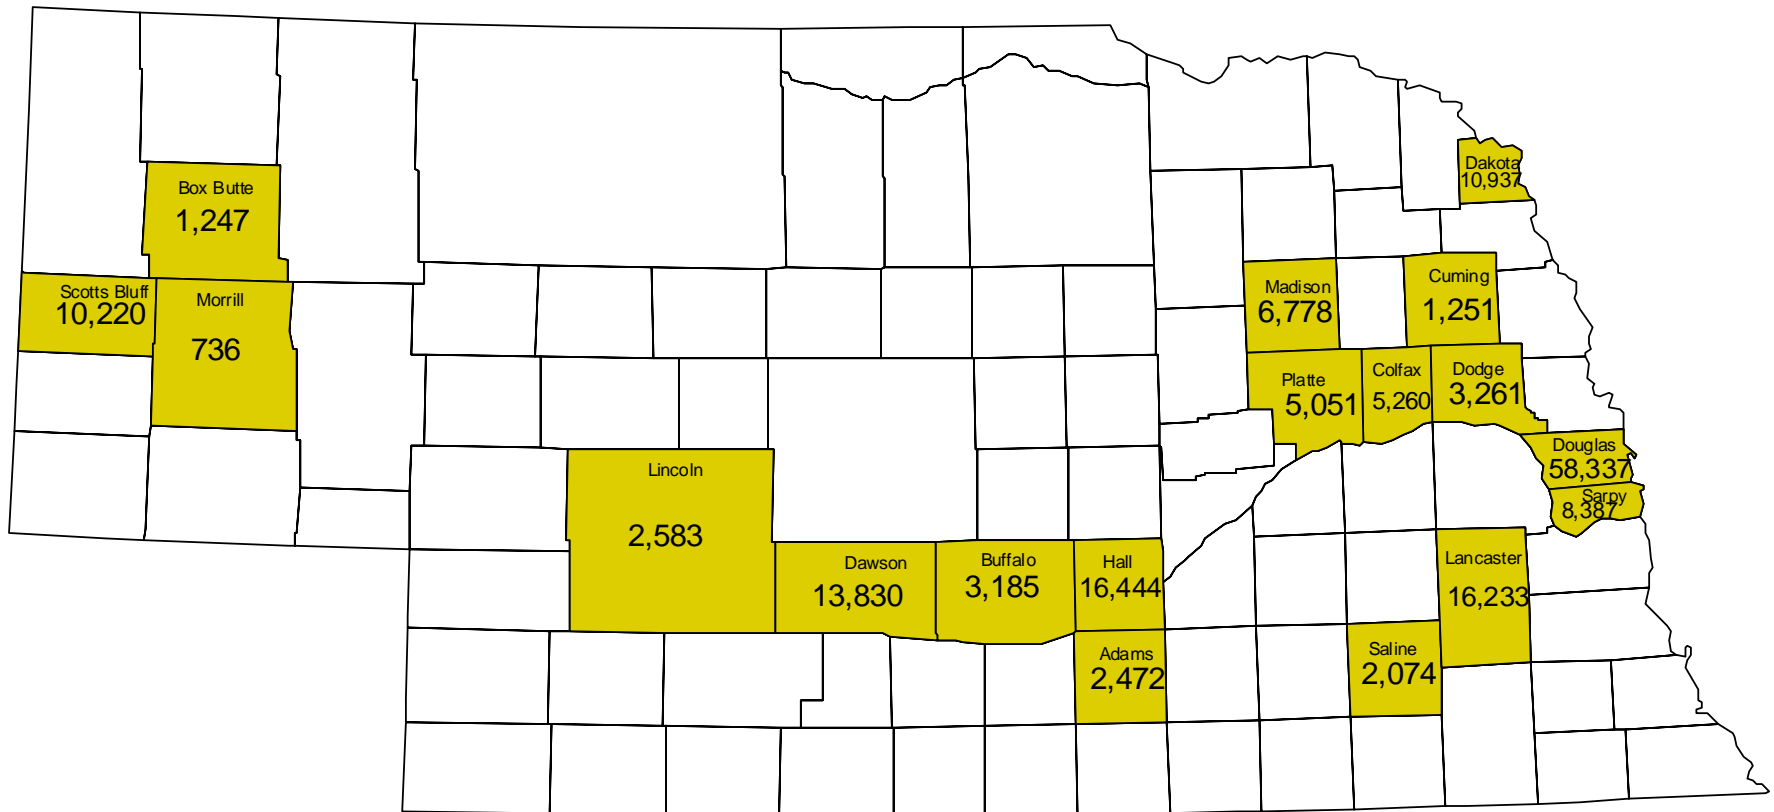 Dakota
10,937
Box Butte
1,247
Scotts Bluff
10,220
Morrill
736
Madison
6,778
Cuming
1,251
Platte
5,051
Colfax
5,260
Dodge
3,261
Douglas
58,337
Sarpy
8,387
Lincoln
2,583
Dawson
13,830
Buffalo
3,185
Hall
16,444
Lancaster
16,233
Adams
2,472
Saline
2,074